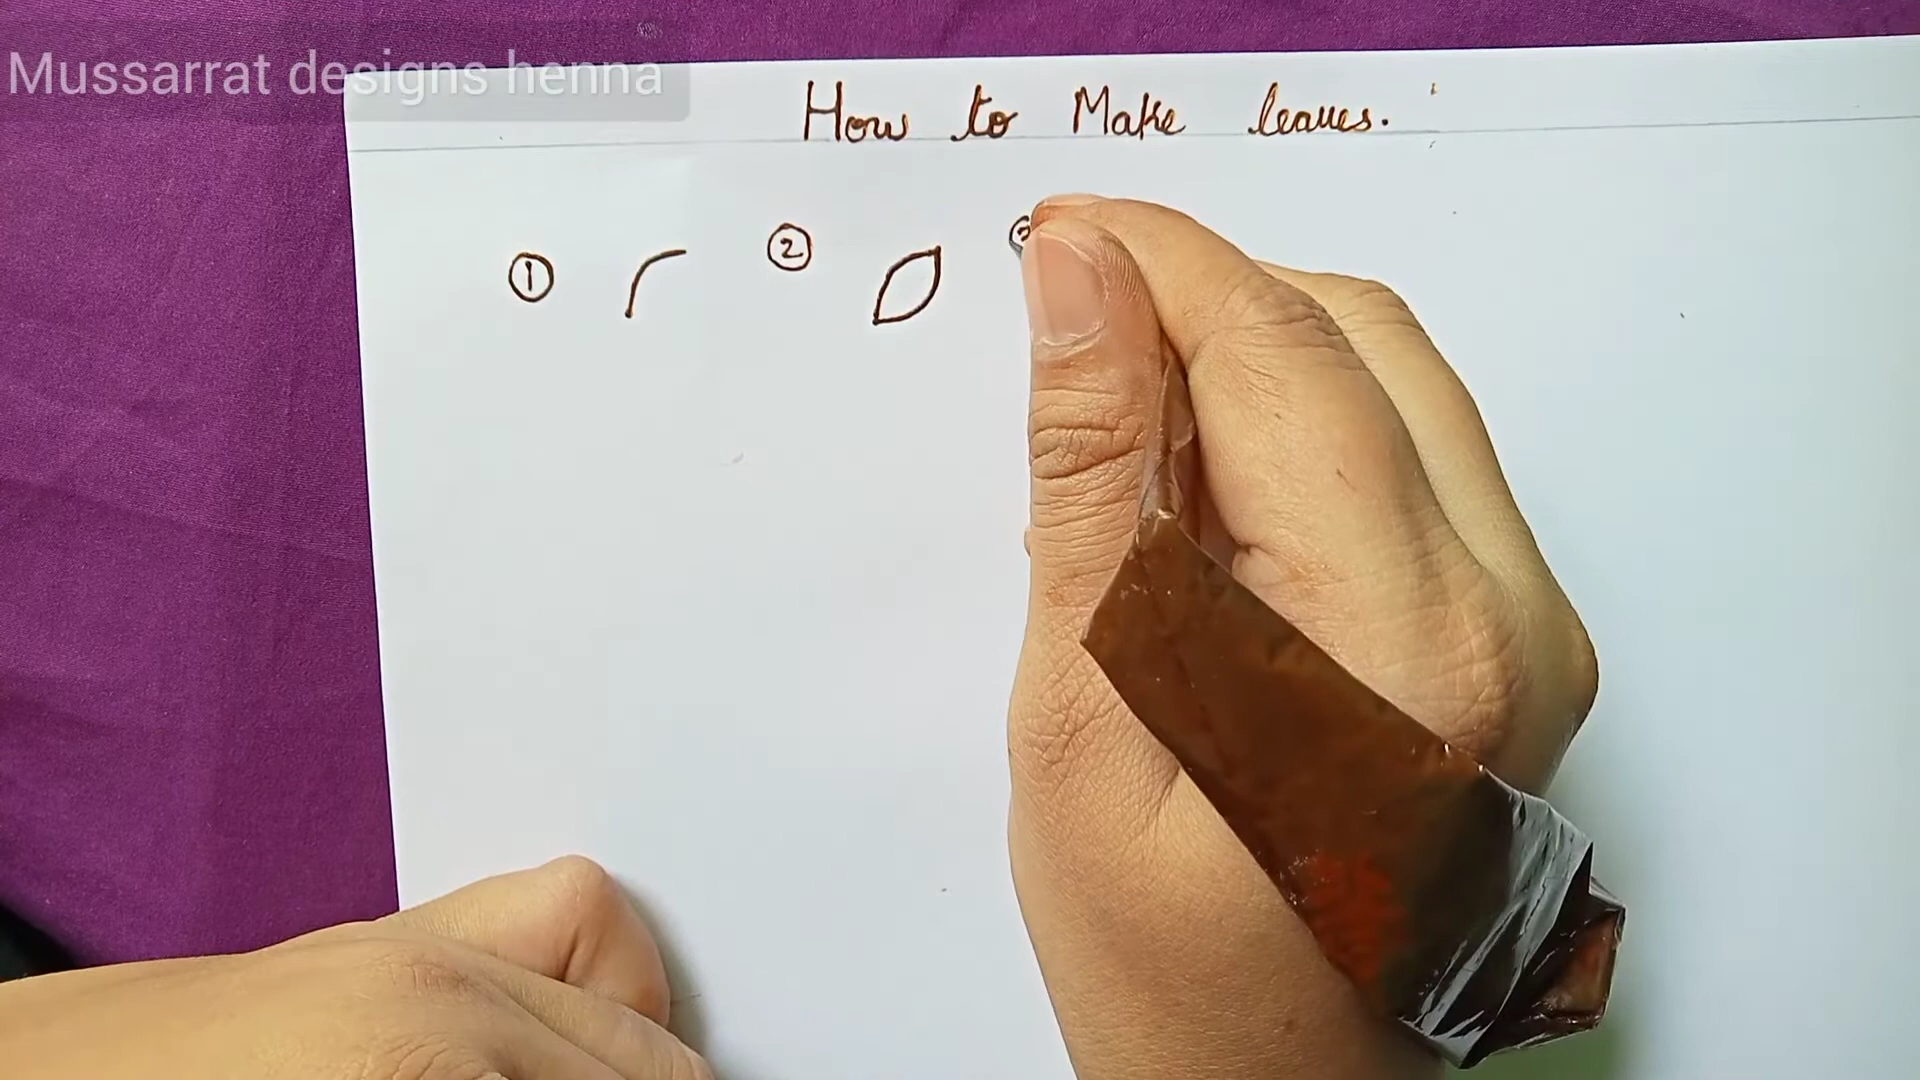 Mussarrat designs henna
How to Make leaves.
① ②